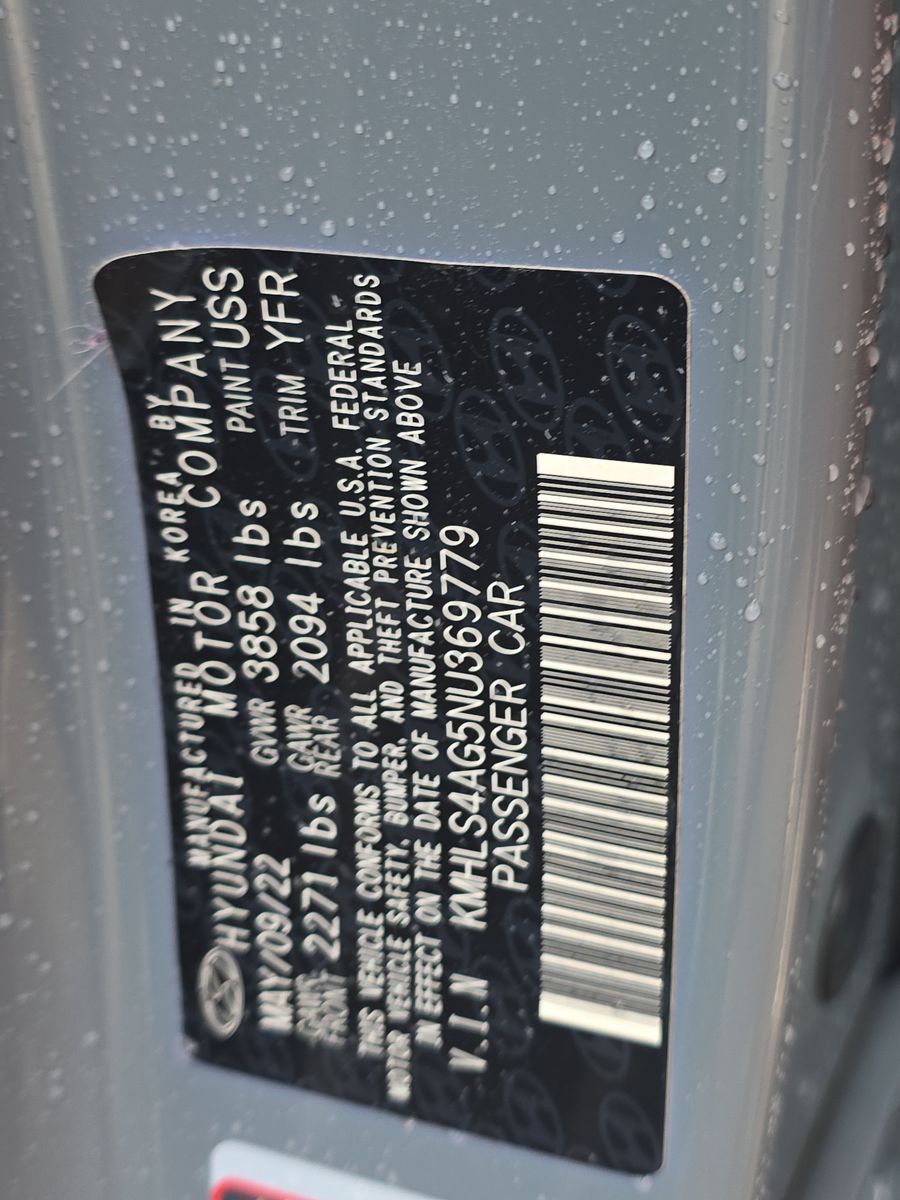 MANUFACTURED IN KOREA BY
HYUNDAI MOTOR COMPANY
MAY/09/22 GVWR 3858 lbs PAINT USS
GAWR FRONT 2271 lbs GAWR REAR 2094 lbs TRIM YFR
THIS VEHICLE CONFORMS TO ALL APPLICABLE U.S.A. FEDERAL
MOTOR VEHICLE SAFETY, BUMPER, AND THEFT PREVENTION STANDARDS
IN EFFECT ON THE DATE OF MANUFACTURE SHOWN ABOVE
V.I.N KMHLS4AG5NU369779
PASSENGER CAR